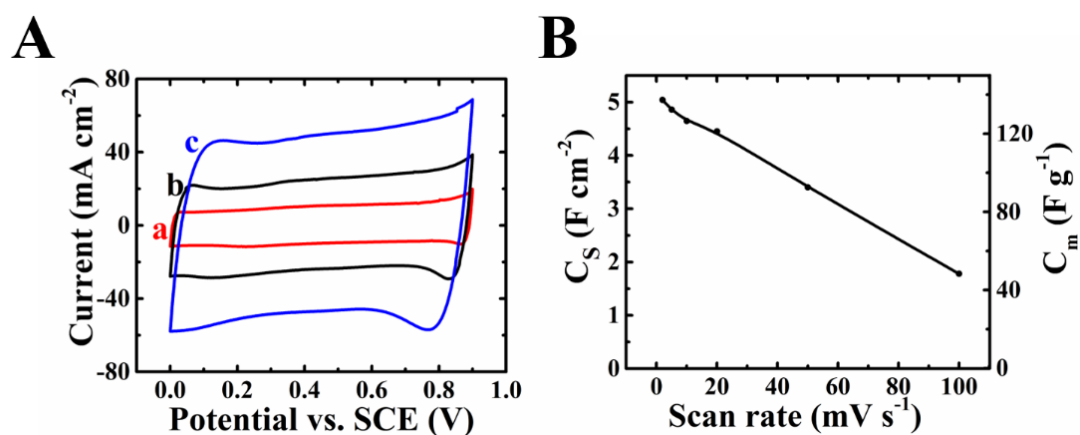 A
Current (mA cm⁻²)
80
40
0
-40
-80
c
b
a
0.0 0.2 0.4 0.6 0.8 1.0
Potential vs. SCE (V)
B
C_S (F cm⁻²)
5
4
3
2
1
0
120
80
40
0
C_m (F g⁻¹)
0 20 40 60 80 100
Scan rate (mV s⁻¹)